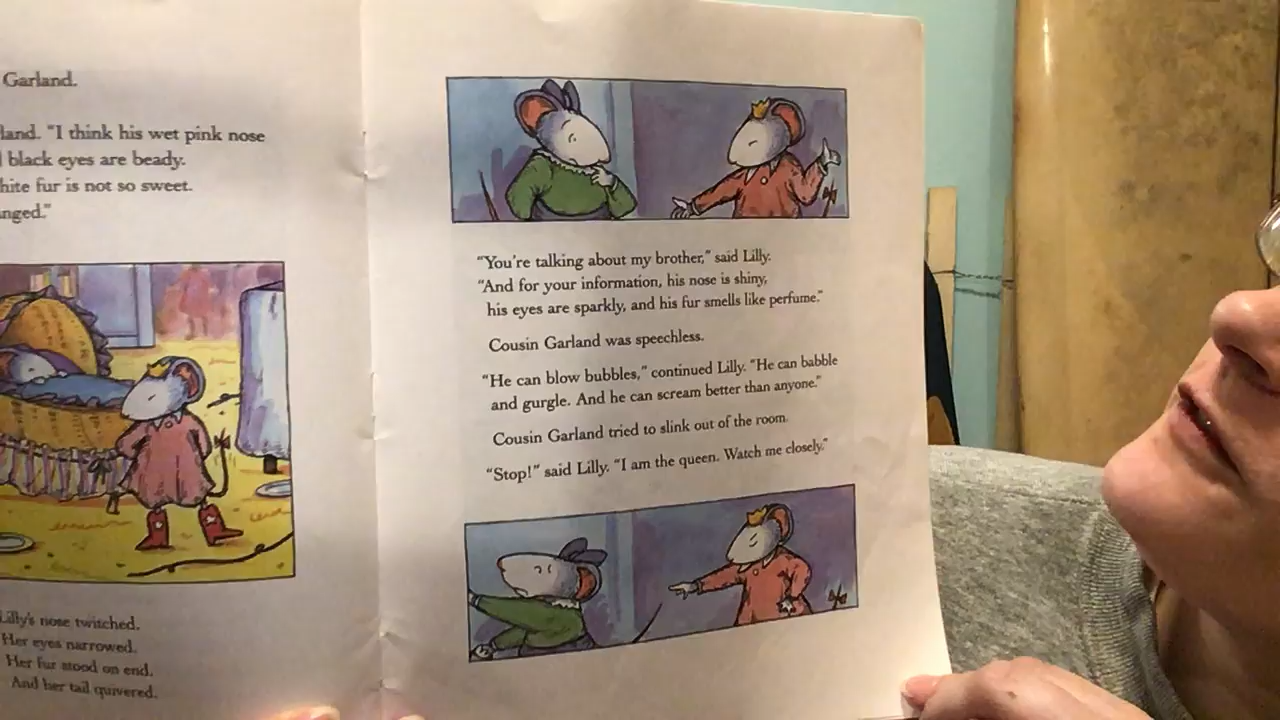 Garland.
land. "I think his wet pink nose
black eyes are beady.
hite fur is not so sweet.
nged."
Lilly's nose twitched.
Her eyes narrowed.
Her fur stood on end.
And her tail quivered.
"You're talking about my brother," said Lilly.
"And for your information, his nose is shiny,
his eyes are sparkly, and his fur smells like perfume."
Cousin Garland was speechless.
"He can blow bubbles," continued Lilly. "He can babble
and gurgle. And he can scream better than anyone."
Cousin Garland tried to slink out of the room.
"Stop!" said Lilly. "I am the queen. Watch me closely."